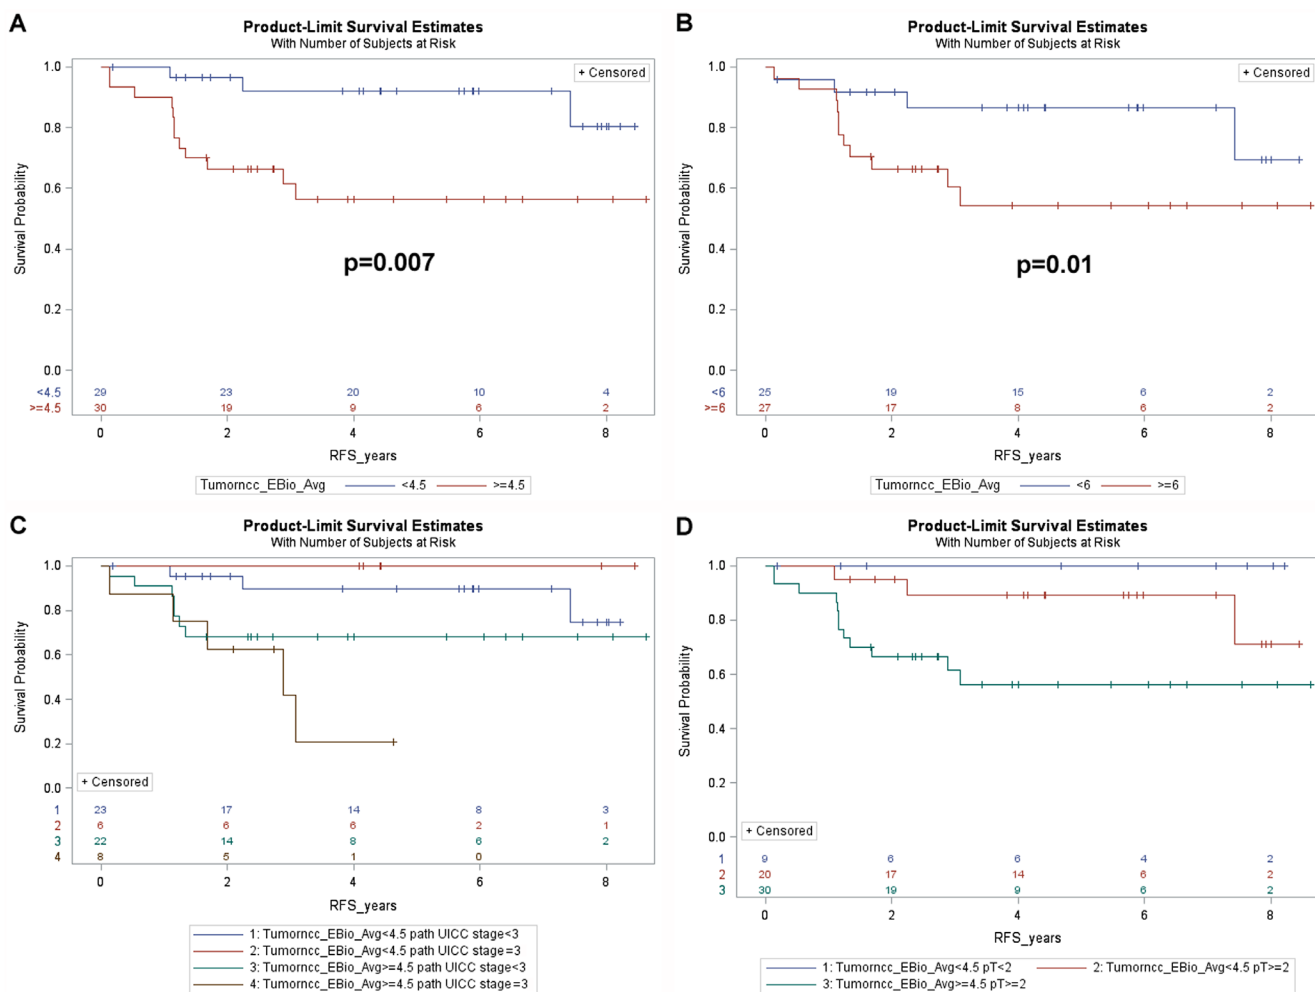 A
Product-Limit Survival Estimates
With Number of Subjects at Risk
+ Censored
1.0
0.8
0.6
0.4
0.2
0.0
Survival Probability
p=0.007
<4.5 29 23 20 10 4
>=4.5 30 19 9 6 2
0 2 4 6 8
RFS_years
Tumorncc_EBio_Avg <4.5 >=4.5
B
Product-Limit Survival Estimates
With Number of Subjects at Risk
+ Censored
1.0
0.8
0.6
0.4
0.2
0.0
Survival Probability
p=0.01
<6 25 19 15 6 2
>=6 27 17 8 6 2
0 2 4 6 8
RFS_years
Tumorncc_EBio_Avg <6 >=6
C
Product-Limit Survival Estimates
With Number of Subjects at Risk
1.0
0.8
0.6
0.4
0.2
0.0
Survival Probability
+ Censored
1 23 17 14 8 3
2 6 6 6 2 1
3 22 14 8 6 2
4 8 5 1 0
0 2 4 6 8
RFS_years
1: Tumorncc_EBio_Avg<4.5 path UICC stage<3
2: Tumorncc_EBio_Avg<4.5 path UICC stage=3
3: Tumorncc_EBio_Avg>=4.5 path UICC stage<3
4: Tumorncc_EBio_Avg>=4.5 path UICC stage=3
D
Product-Limit Survival Estimates
With Number of Subjects at Risk
1.0
0.8
0.6
0.4
0.2
0.0
Survival Probability
+ Censored
1 9 6 6 4 2
2 20 17 14 6 2
3 30 19 9 6 2
0 2 4 6 8
RFS_years
1: Tumorncc_EBio_Avg<4.5 pT<2 2: Tumorncc_EBio_Avg<4.5 pT>=2
3: Tumorncc_EBio_Avg>=4.5 pT>=2